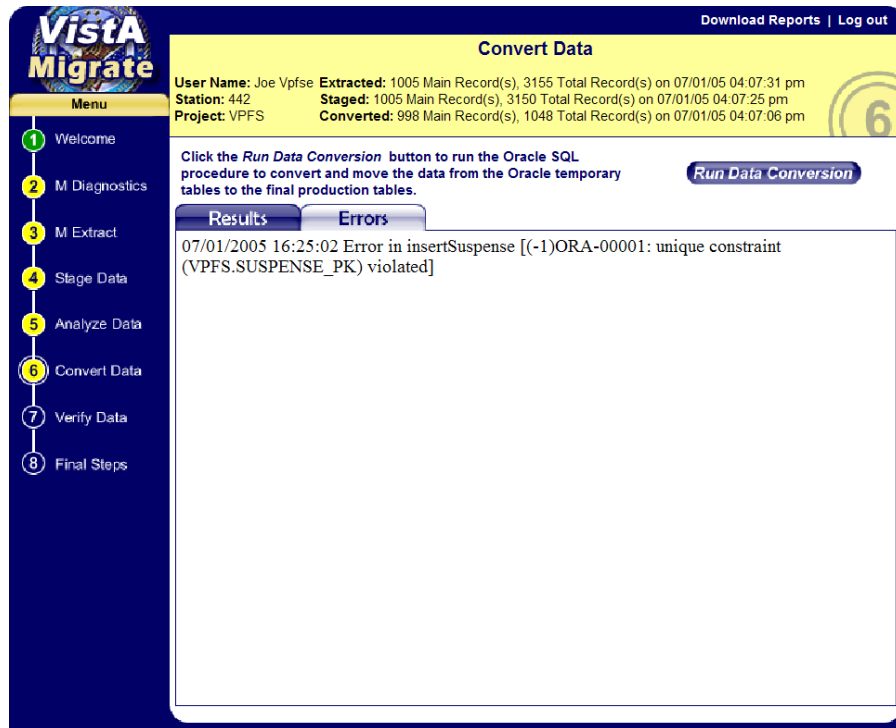 VistA
Migrate
Download Reports | Log out
Convert Data
User Name: Joe Vpfse Extracted: 1005 Main Record(s), 3155 Total Record(s) on 07/01/05 04:07:31 pm
Station: 442 Staged: 1005 Main Record(s), 3150 Total Record(s) on 07/01/05 04:07:25 pm
Project: VPFS Converted: 998 Main Record(s), 1048 Total Record(s) on 07/01/05 04:07:06 pm
6
Menu
1 Welcome
2 M Diagnostics
3 M Extract
4 Stage Data
5 Analyze Data
6 Convert Data
7 Verify Data
8 Final Steps
Click the Run Data Conversion button to run the Oracle SQL
procedure to convert and move the data from the Oracle temporary
tables to the final production tables.
Run Data Conversion
Results Errors
07/01/2005 16:25:02 Error in insertSuspense [(-1)ORA-00001: unique constraint
(VPFS.SUSPENSE_PK) violated]